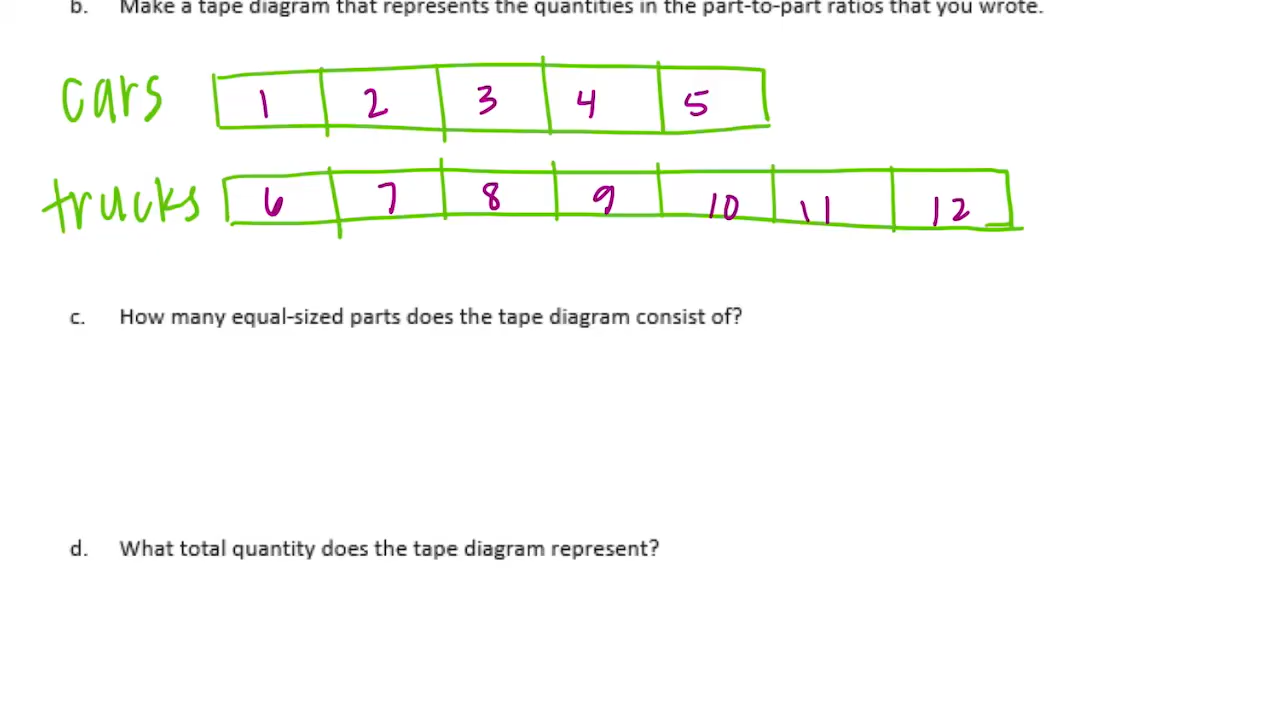 b. Make a tape diagram that represents the quantities in the part-to-part ratios that you wrote.
cars 1 2 3 4 5
trucks 6 7 8 9 10 11 12
c. How many equal-sized parts does the tape diagram consist of?
d. What total quantity does the tape diagram represent?